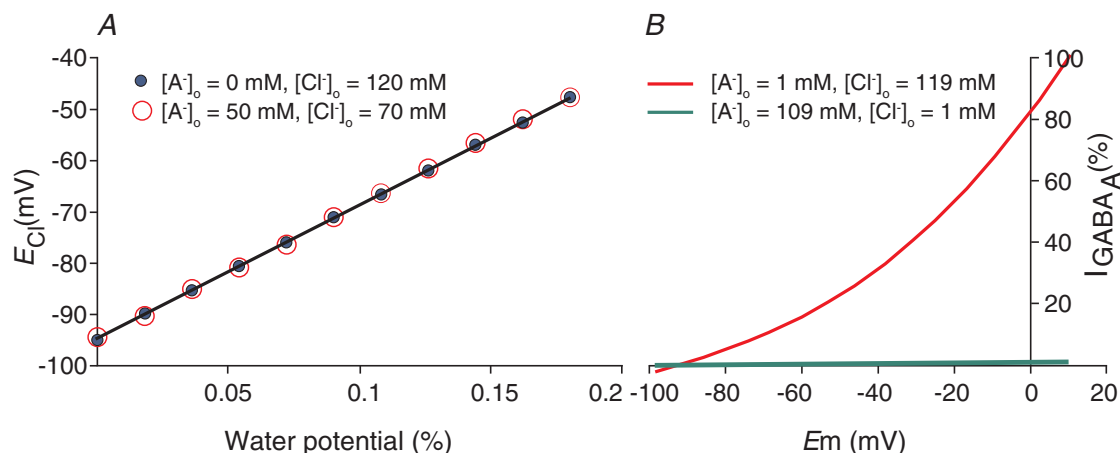 A
[A-]o = 0 mM, [Cl-]o = 120 mM
[A-]o = 50 mM, [Cl-]o = 70 mM
ECl(mV)
-40
-50
-60
-70
-80
-90
-100
0.05
0.1
0.15
0.2
Water potential (%)
B
[A-]o = 1 mM, [Cl-]o = 119 mM
[A-]o = 109 mM, [Cl-]o = 1 mM
100
80
60
40
20
IGABAA(%)
-100
-80
-60
-40
-20
0
20
Em (mV)